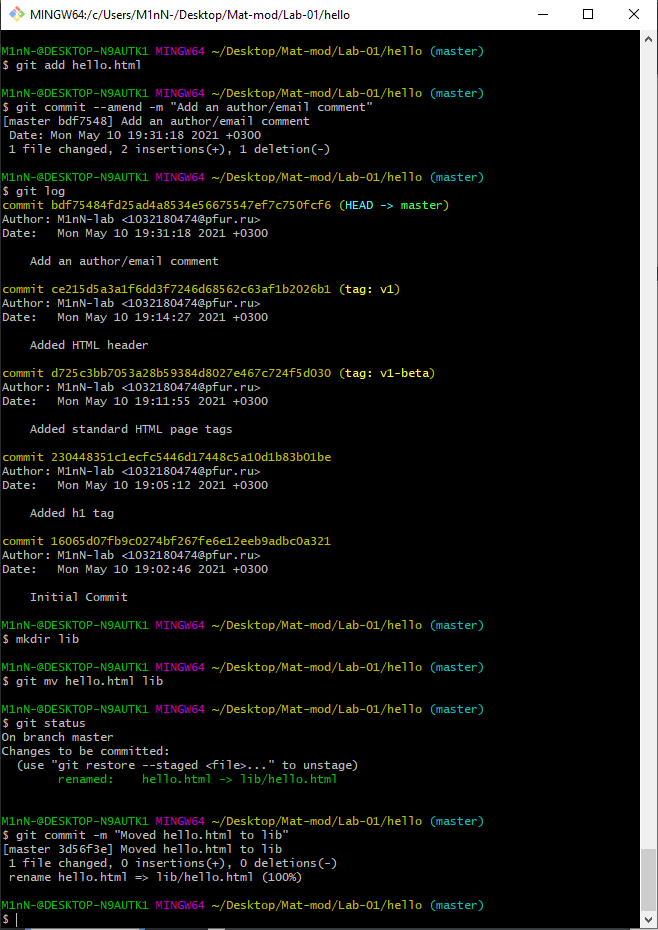 MINGW64:/c/Users/M1nN-/Desktop/Mat-mod/Lab-01/hello
M1nN-@DESKTOP-N9AUTK1 MINGW64 ~/Desktop/Mat-mod/Lab-01/hello (master)
$ git add hello.html
M1nN-@DESKTOP-N9AUTK1 MINGW64 ~/Desktop/Mat-mod/Lab-01/hello (master)
$ git commit --amend -m "Add an author/email comment"
[master bdf7548] Add an author/email comment
Date: Mon May 10 19:31:18 2021 +0300
1 file changed, 2 insertions(+), 1 deletion(-)
M1nN-@DESKTOP-N9AUTK1 MINGW64 ~/Desktop/Mat-mod/Lab-01/hello (master)
$ git log
commit bdf75484fd25ad4a8534e56675547ef7c750fcf6 (HEAD -> master)
Author: M1nN-lab <1032180474@pfur.ru>
Date:   Mon May 10 19:31:18 2021 +0300
Add an author/email comment
commit ce215d5a3a1f6dd3f7246d68562c63af1b2026b1 (tag: v1)
Author: M1nN-lab <1032180474@pfur.ru>
Date:   Mon May 10 19:14:27 2021 +0300
Added HTML header
commit d725c3bb7053a28b59384d8027e467c724f5d030 (tag: v1-beta)
Author: M1nN-lab <1032180474@pfur.ru>
Date:   Mon May 10 19:11:55 2021 +0300
Added standard HTML page tags
commit 230448351c1ecfc5446d17448c5a10d1b83b01be
Author: M1nN-lab <1032180474@pfur.ru>
Date:   Mon May 10 19:05:12 2021 +0300
Added h1 tag
commit 16065d07fb9c0274bf267fe6e12eeb9adbc0a321
Author: M1nN-lab <1032180474@pfur.ru>
Date:   Mon May 10 19:02:46 2021 +0300
Initial Commit
M1nN-@DESKTOP-N9AUTK1 MINGW64 ~/Desktop/Mat-mod/Lab-01/hello (master)
$ mkdir lib
M1nN-@DESKTOP-N9AUTK1 MINGW64 ~/Desktop/Mat-mod/Lab-01/hello (master)
$ git mv hello.html lib
M1nN-@DESKTOP-N9AUTK1 MINGW64 ~/Desktop/Mat-mod/Lab-01/hello (master)
$ git status
On branch master
Changes to be committed:
(use "git restore --staged <file>..." to unstage)
renamed:    hello.html -> lib/hello.html
M1nN-@DESKTOP-N9AUTK1 MINGW64 ~/Desktop/Mat-mod/Lab-01/hello (master)
$ git commit -m "Moved hello.html to lib"
[master 3d56f3e] Moved hello.html to lib
1 file changed, 0 insertions(+), 0 deletions(-)
rename hello.html => lib/hello.html (100%)
M1nN-@DESKTOP-N9AUTK1 MINGW64 ~/Desktop/Mat-mod/Lab-01/hello (master)
$